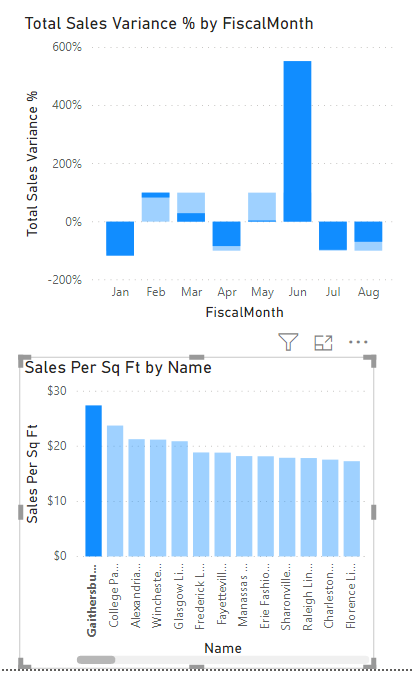 Total Sales Variance % by FiscalMonth
Total Sales Variance %
600%
400%
200%
0%
-200%
Jan Feb Mar Apr May Jun Jul Aug
FiscalMonth
Sales Per Sq Ft by Name
Sales Per Sq Ft
$30
$20
$10
$0
Gaithersbu...
College Pa...
Alexandria...
Wincheste...
Glasgow Li...
Frederick L...
Fayettevill...
Manassas ...
Erie Fashio...
Sharonville...
Raleigh Lin...
Charleston...
Florence Li...
Name